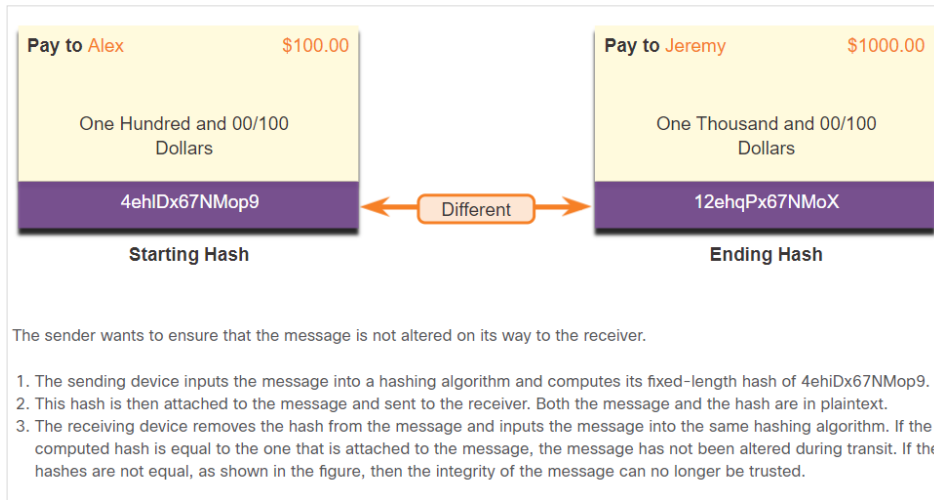 Pay to Alex $100.00
One Hundred and 00/100
Dollars
4ehlDx67NMop9
Starting Hash
Different
Pay to Jeremy $1000.00
One Thousand and 00/100
Dollars
12ehqPx67NMoX
Ending Hash
The sender wants to ensure that the message is not altered on its way to the receiver.
1. The sending device inputs the message into a hashing algorithm and computes its fixed-length hash of 4ehiDx67NMop9.
2. This hash is then attached to the message and sent to the receiver. Both the message and the hash are in plaintext.
3. The receiving device removes the hash from the message and inputs the message into the same hashing algorithm. If the
computed hash is equal to the one that is attached to the message, the message has not been altered during transit. If the
hashes are not equal, as shown in the figure, then the integrity of the message can no longer be trusted.